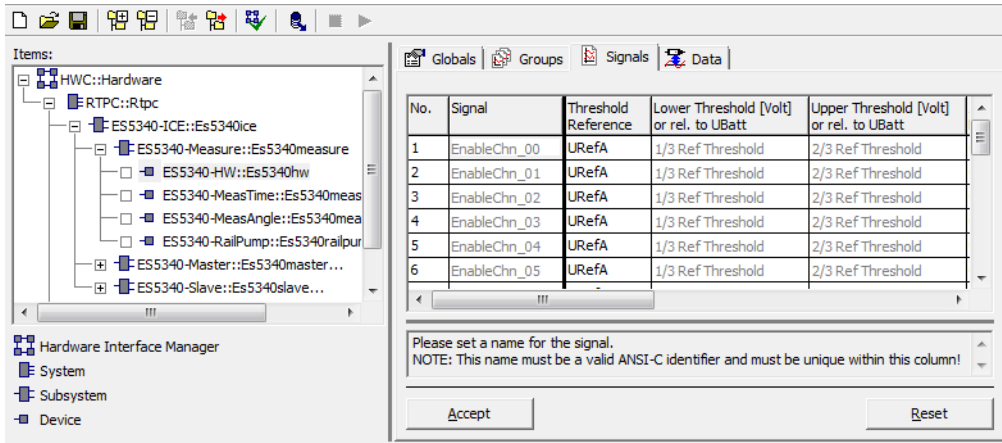 Items:
HWC::Hardware
RTPC::Rtpc
ES5340-ICE::Es5340ice
ES5340-Measure::Es5340measure
ES5340-HW::Es5340hw
ES5340-MeasTime::Es5340meas
ES5340-MeasAngle::Es5340mea
ES5340-RailPump::Es5340railpur
ES5340-Master::Es5340master...
ES5340-Slave::Es5340slave...
Hardware Interface Manager
System
Subsystem
Device
Globals Groups Signals Data
No. Signal Threshold Reference Lower Threshold [Volt] or rel. to UBatt Upper Threshold [Volt] or rel. to UBatt
1 EnableChn_00 URefA 1/3 Ref Threshold 2/3 Ref Threshold
2 EnableChn_01 URefA 1/3 Ref Threshold 2/3 Ref Threshold
3 EnableChn_02 URefA 1/3 Ref Threshold 2/3 Ref Threshold
4 EnableChn_03 URefA 1/3 Ref Threshold 2/3 Ref Threshold
5 EnableChn_04 URefA 1/3 Ref Threshold 2/3 Ref Threshold
6 EnableChn_05 URefA 1/3 Ref Threshold 2/3 Ref Threshold
Please set a name for the signal.
NOTE: This name must be a valid ANSI-C identifier and must be unique within this column!
Accept Reset